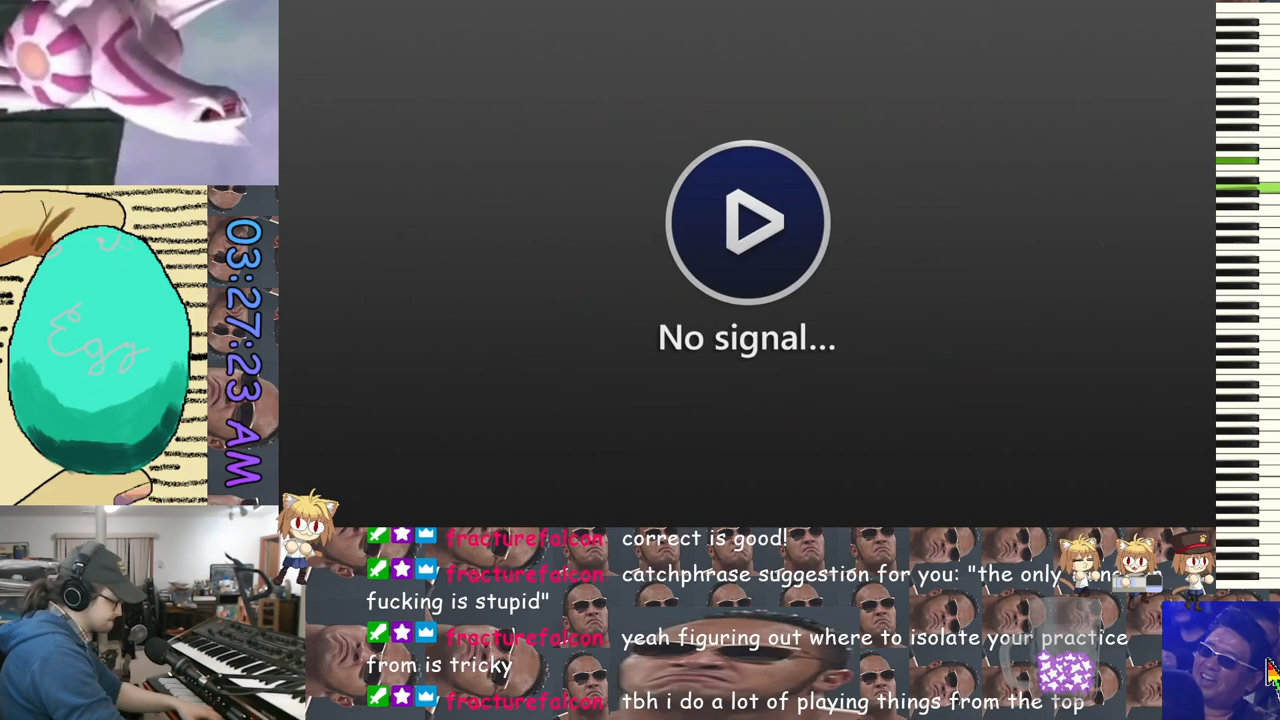 Egg
03:27:23 AM
No signal...
fracturefalcon correct is good!
fracturefalcon catchphrase suggestion for you: "the only
fucking is stupid"
fracturefalcon yeah figuring out where to isolate your practice
from is tricky
fracturefalcon tbh i do a lot of playing things from the top